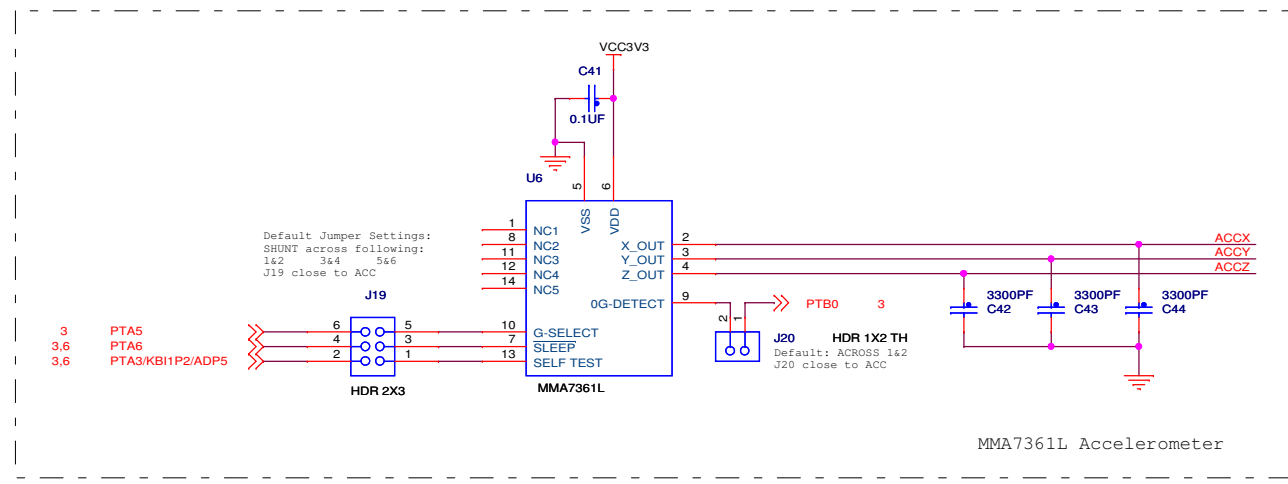 VCC3V3
C41
0.1UF
U6
5
6
VSS
VDD
1 NC1
8 NC2
11 NC3
12 NC4
14 NC5
X_OUT 2
Y_OUT 3
Z_OUT 4
0G-DETECT 9
10 G-SELECT
7 SLEEP
13 SELF TEST
MMA7361L
Default Jumper Settings:
SHUNT across following:
1&2 3&4 5&6
J19 close to ACC
J19
3 PTA5 6 5
3,6 PTA6 4 3
3,6 PTA3/KBI1P2/ADP5 2 1
HDR 2X3
PTB0 3
2 1
J20 HDR 1X2 TH
Default: ACROSS 1&2
J20 close to ACC
ACCX
ACCY
ACCZ
3300PF 3300PF 3300PF
C42 C43 C44
MMA7361L Accelerometer